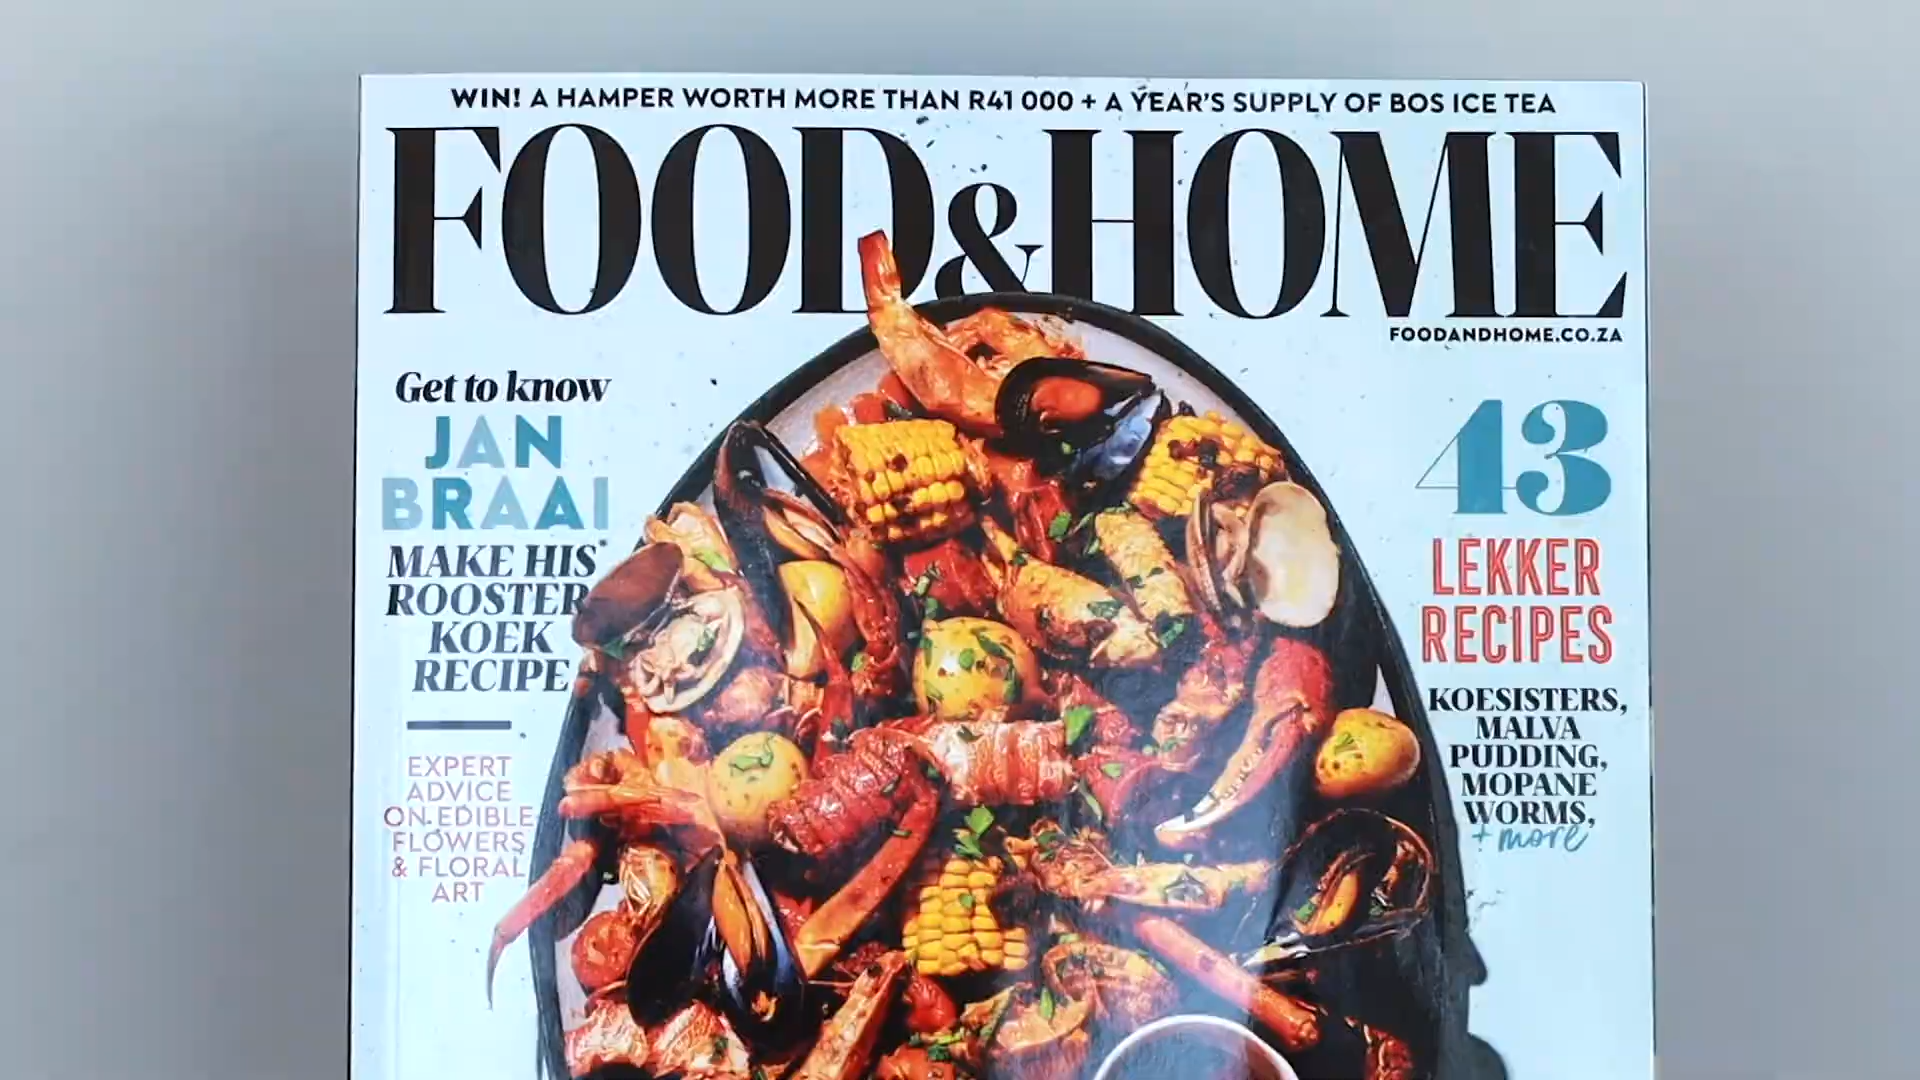 WIN! A HAMPER WORTH MORE THAN R41 000 + A YEAR'S SUPPLY OF BOS ICE TEA
FOOD&HOME
FOODANDHOME.CO.ZA
Get to know
JAN
BRAAI
MAKE HIS
ROOSTER
KOEK
RECIPE
EXPERT
ADVICE
ON EDIBLE
FLOWERS
& FLORAL
ART
43
LEKKER
RECIPES
KOESISTERS,
MALVA
PUDDING,
MOPANE
WORMS,
+ more